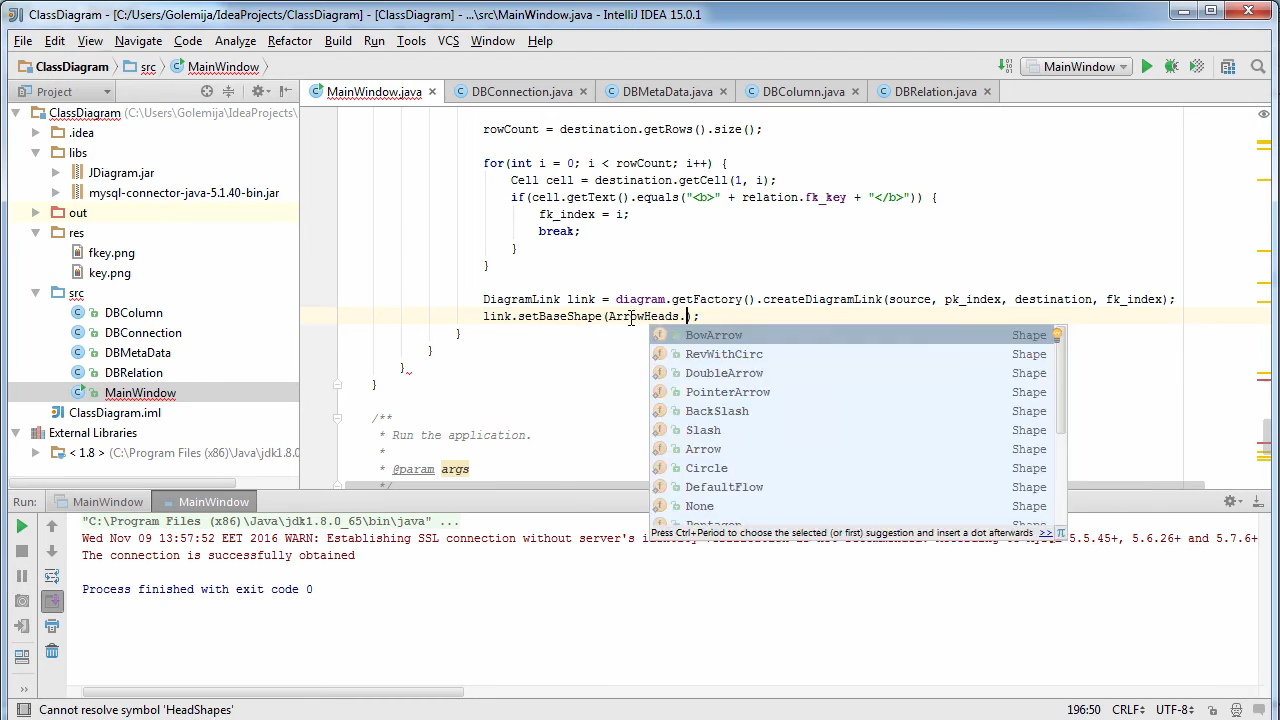 ClassDiagram - [C:/Users/Golemija/IdeaProjects/ClassDiagram] - [ClassDiagram] - ...\src\MainWindow.java - IntelliJ IDEA 15.0.1
File Edit View Navigate Code Analyze Refactor Build Run Tools VCS Window Help
ClassDiagram src MainWindow MainWindow
Project
MainWindow.java DBConnection.java DBMetaData.java DBColumn.java DBRelation.java
ClassDiagram (C:\Users\Golemija\IdeaProjects\
.idea
libs
JDiagram.jar
mysql-connector-java-5.1.40-bin.jar
out
res
fkey.png
key.png
src
DBColumn
DBConnection
DBMetaData
DBRelation
MainWindow
ClassDiagram.iml
External Libraries
< 1.8 > (C:\Program Files (x86)\Java\jdk1.8.0
rowCount = destination.getRows().size();
for(int i = 0; i < rowCount; i++) {
Cell cell = destination.getCell(1, i);
if(cell.getText().equals("<b>" + relation.fk_key + "</b>")) {
fk_index = i;
break;
}
}
DiagramLink link = diagram.getFactory().createDiagramLink(source, pk_index, destination, fk_index);
link.setBaseShape(ArrowHeads.);
}
}
}
}
/**
* Run the application.
*
* @param args
*/
BowArrow Shape
RevWithCirc Shape
DoubleArrow Shape
PointerArrow Shape
BackSlash Shape
Slash Shape
Arrow Shape
Circle Shape
DefaultFlow Shape
None Shape
Pentagon Shape
Press Ctrl+Period to choose the selected (or first) suggestion and insert a dot afterwards >> π
Run: MainWindow MainWindow
"C:\Program Files (x86)\Java\jdk1.8.0_65\bin\java" ...
Wed Nov 09 13:57:52 EET 2016 WARN: Establishing SSL connection without server's 5.5.45+, 5.6.26+ and 5.7.6+
The connection is successfully obtained
Process finished with exit code 0
>>
Cannot resolve symbol 'HeadShapes' 196:50 CRLF UTF-8